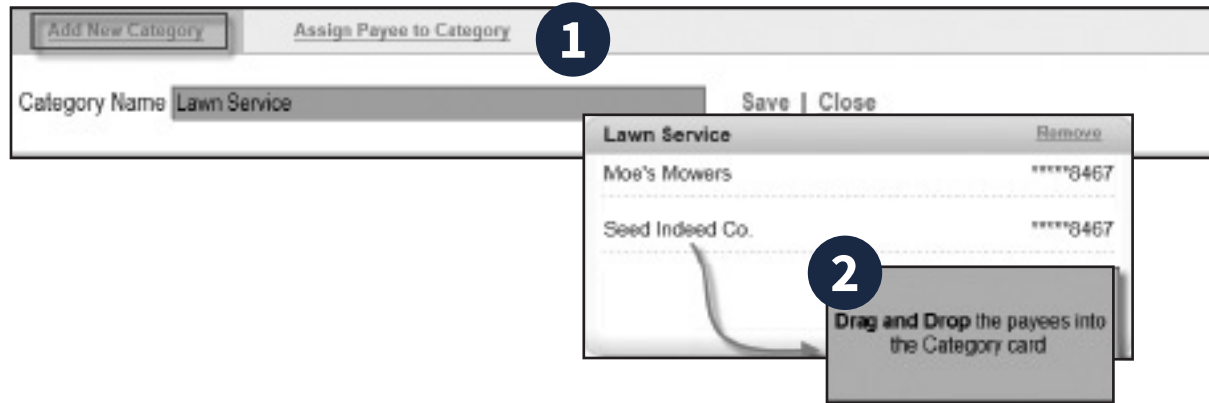 Add New Category Assign Payee to Category 1
Category Name Lawn Service Save | Close
Lawn Service Remove
Moe's Mowers *****8467
Seed Indeed Co. *****8467
2
Drag and Drop the payees into
the Category card